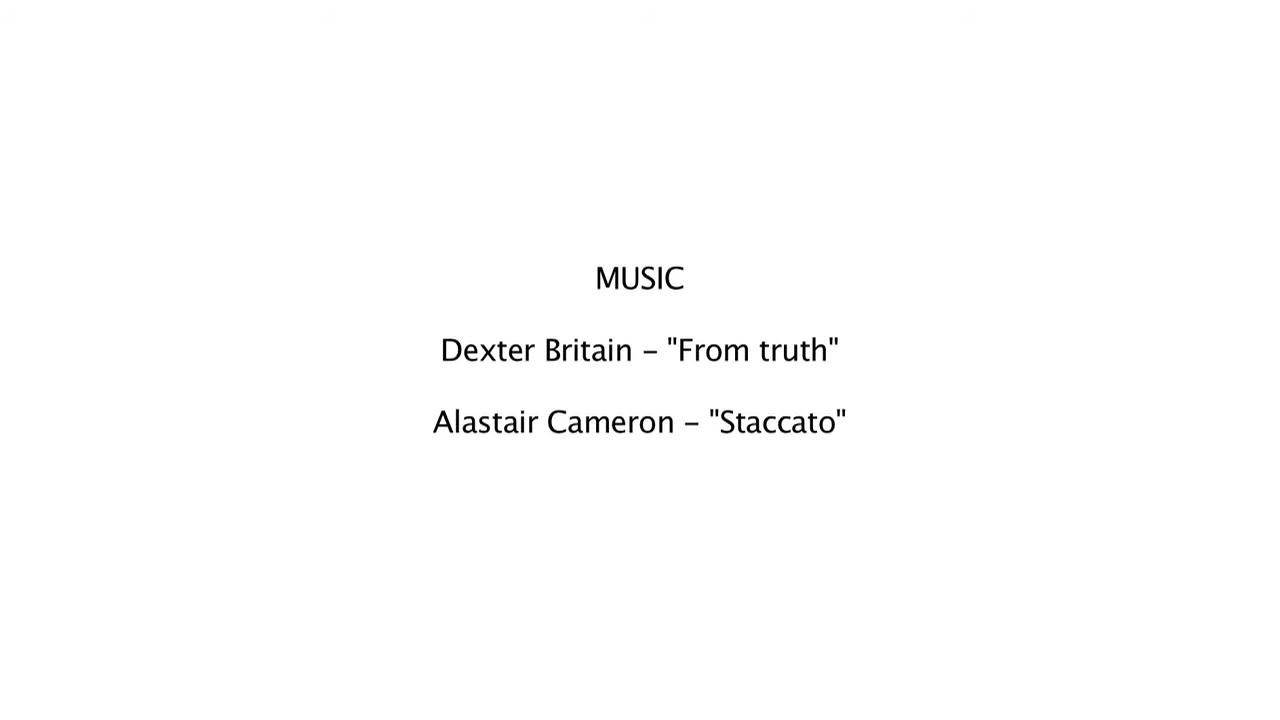 MUSIC
Dexter Britain – "From truth"
Alastair Cameron – "Staccato"